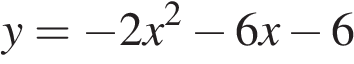 y = −2x² − 6x − 6